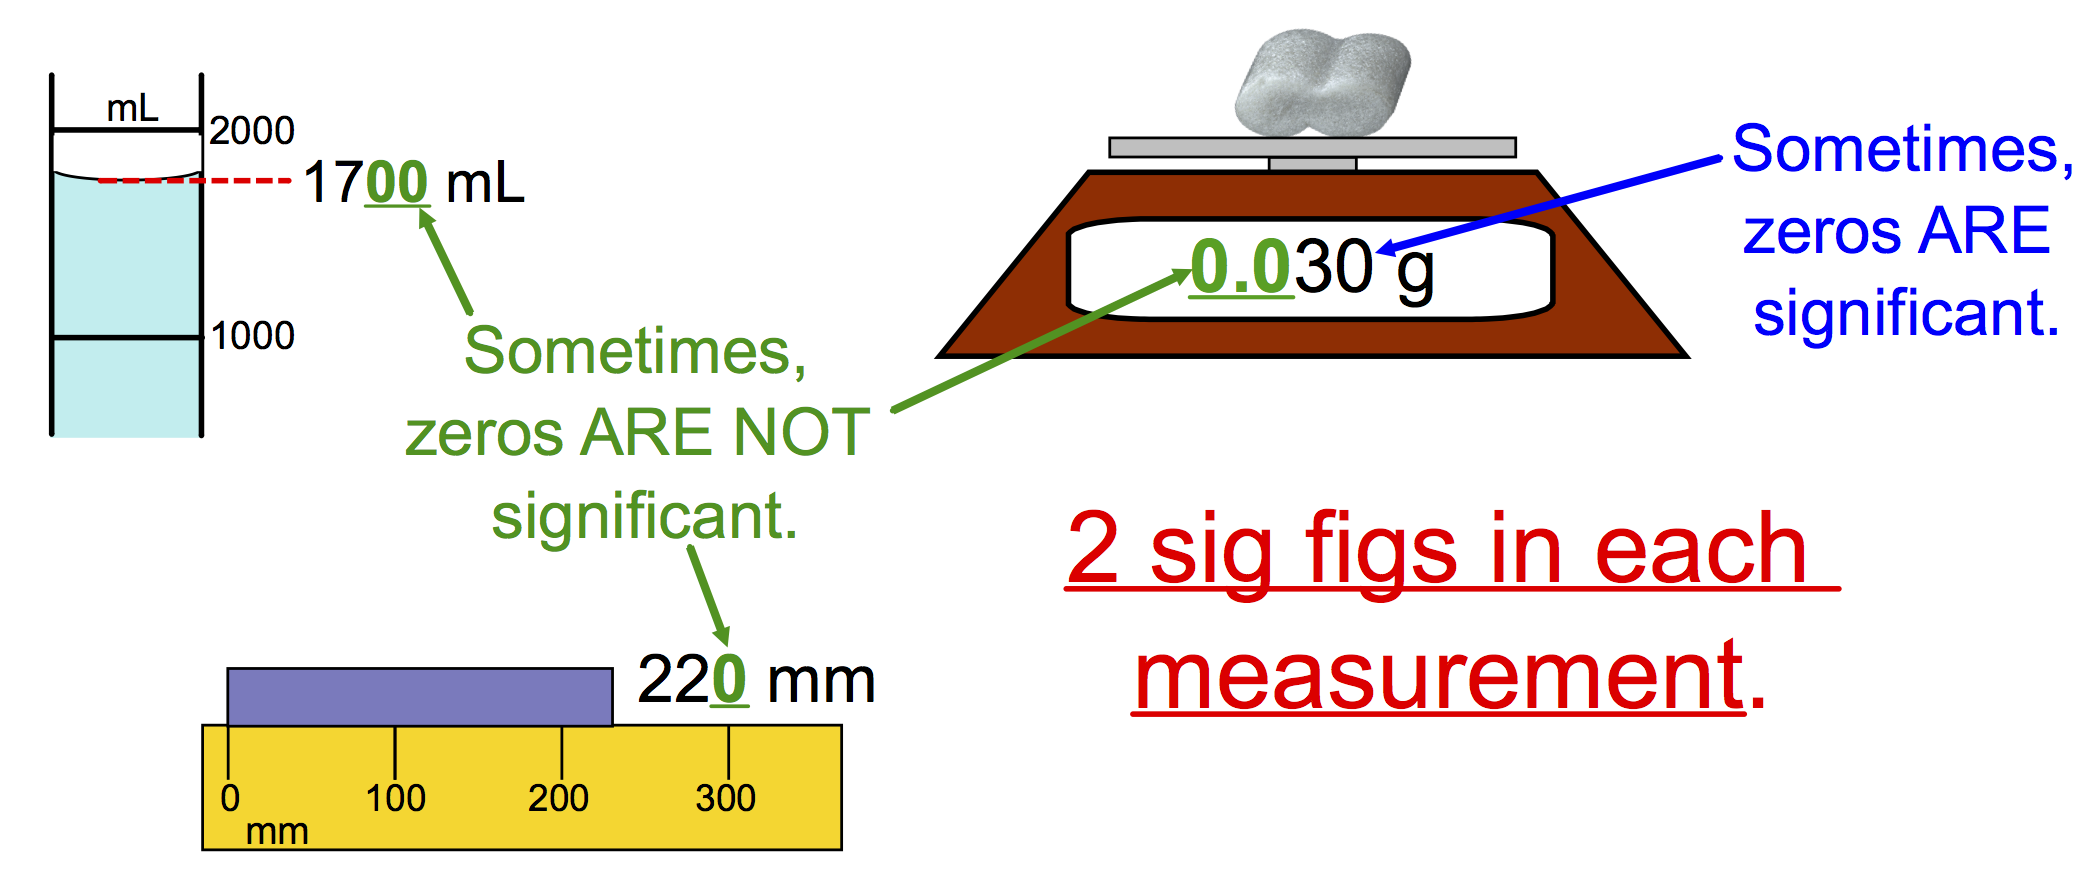 mL
2000
1700 mL
1000
Sometimes,
zeros ARE NOT
significant.
220 mm
0 100 200 300
mm
0.030 g
Sometimes,
zeros ARE
significant.
2 sig figs in each
measurement.